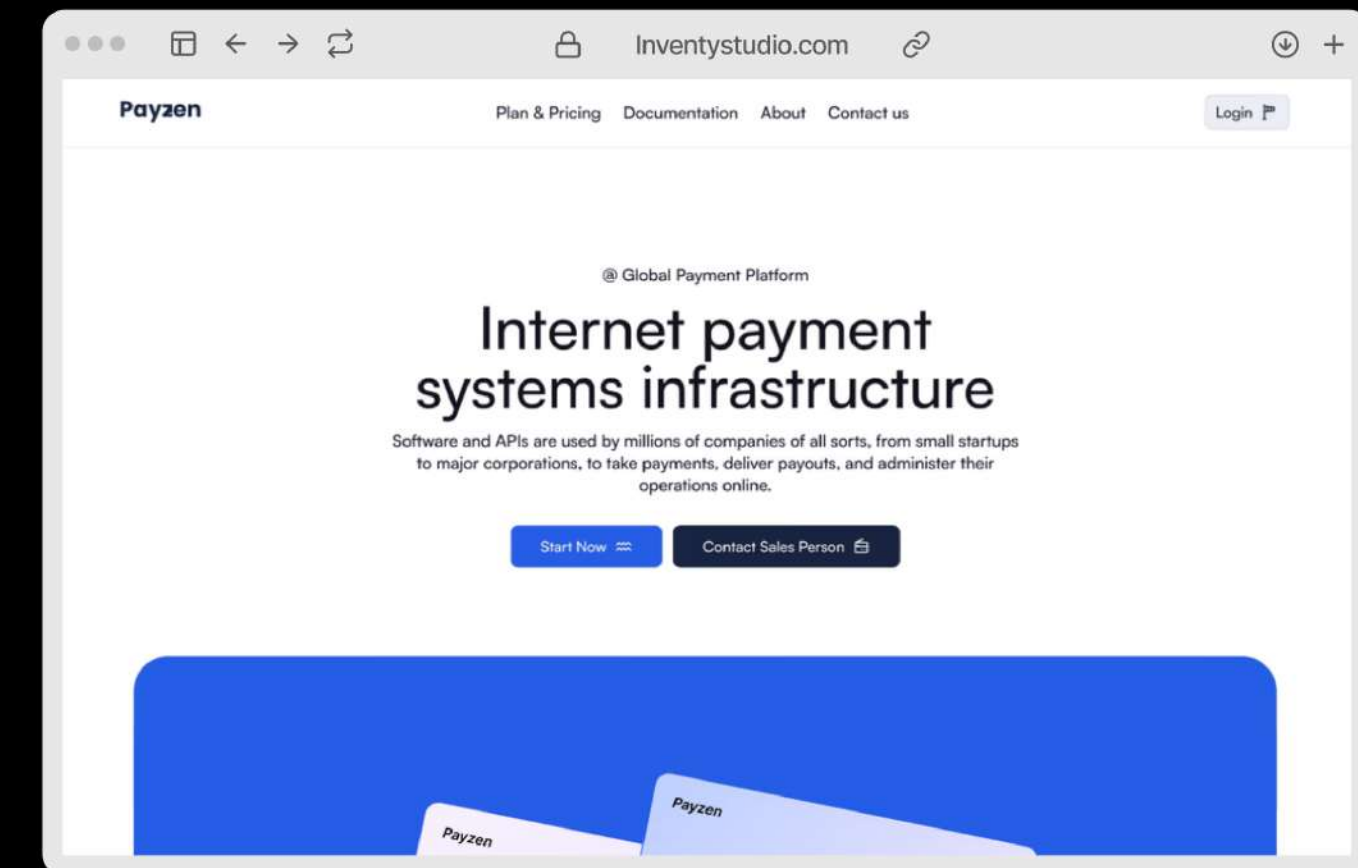 Inventystudio.com
Payzen
Plan & Pricing Documentation About Contact us
Login
@ Global Payment Platform
Internet payment
systems infrastructure
Software and APIs are used by millions of companies of all sorts, from small startups
to major corporations, to take payments, deliver payouts, and administer their
operations online.
Start Now
Contact Sales Person
Payzen
Payzen